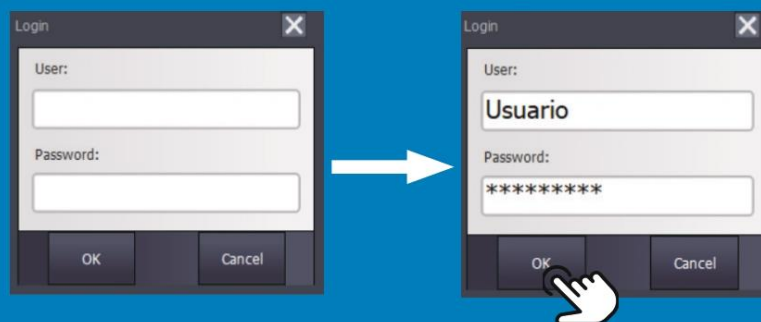 Login
User:
Password:
OK Cancel
Login
User:
Usuario
Password:
*********
OK Cancel